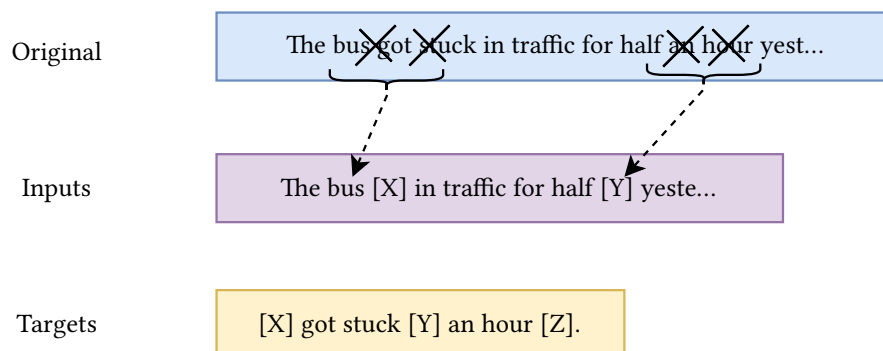 Original
The bus got stuck in traffic for half an hour yest…
Inputs
The bus [X] in traffic for half [Y] yeste…
Targets
[X] got stuck [Y] an hour [Z].